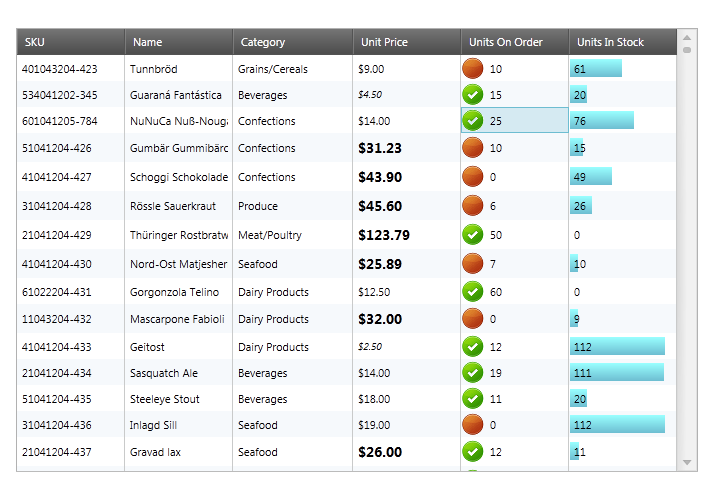 SKU Name Category Unit Price Units On Order Units In Stock
401043204-423 Tunnbröd Grains/Cereals $9.00 10 61
534041202-345 Guaraná Fantástica Beverages $4.50 15 20
601041205-784 NuNuCa Nuß-Nouga Confections $14.00 25 76
51041204-426 Gumbär Gummibärc Confections $31.23 10 15
41041204-427 Schoggi Schokolade Confections $43.90 0 49
31041204-428 Rössle Sauerkraut Produce $45.60 6 26
21041204-429 Thüringer Rostbratw Meat/Poultry $123.79 50 0
41041204-430 Nord-Ost Matjesher Seafood $25.89 7 10
61022204-431 Gorgonzola Telino Dairy Products $12.50 60 0
11043204-432 Mascarpone Fabioli Dairy Products $32.00 0 9
41041204-433 Geitost Dairy Products $2.50 12 112
21041204-434 Sasquatch Ale Beverages $14.00 19 111
51041204-435 Steeleye Stout Beverages $18.00 11 20
31041204-436 Inlagd Sill Seafood $19.00 0 112
21041204-437 Gravad lax Seafood $26.00 12 11